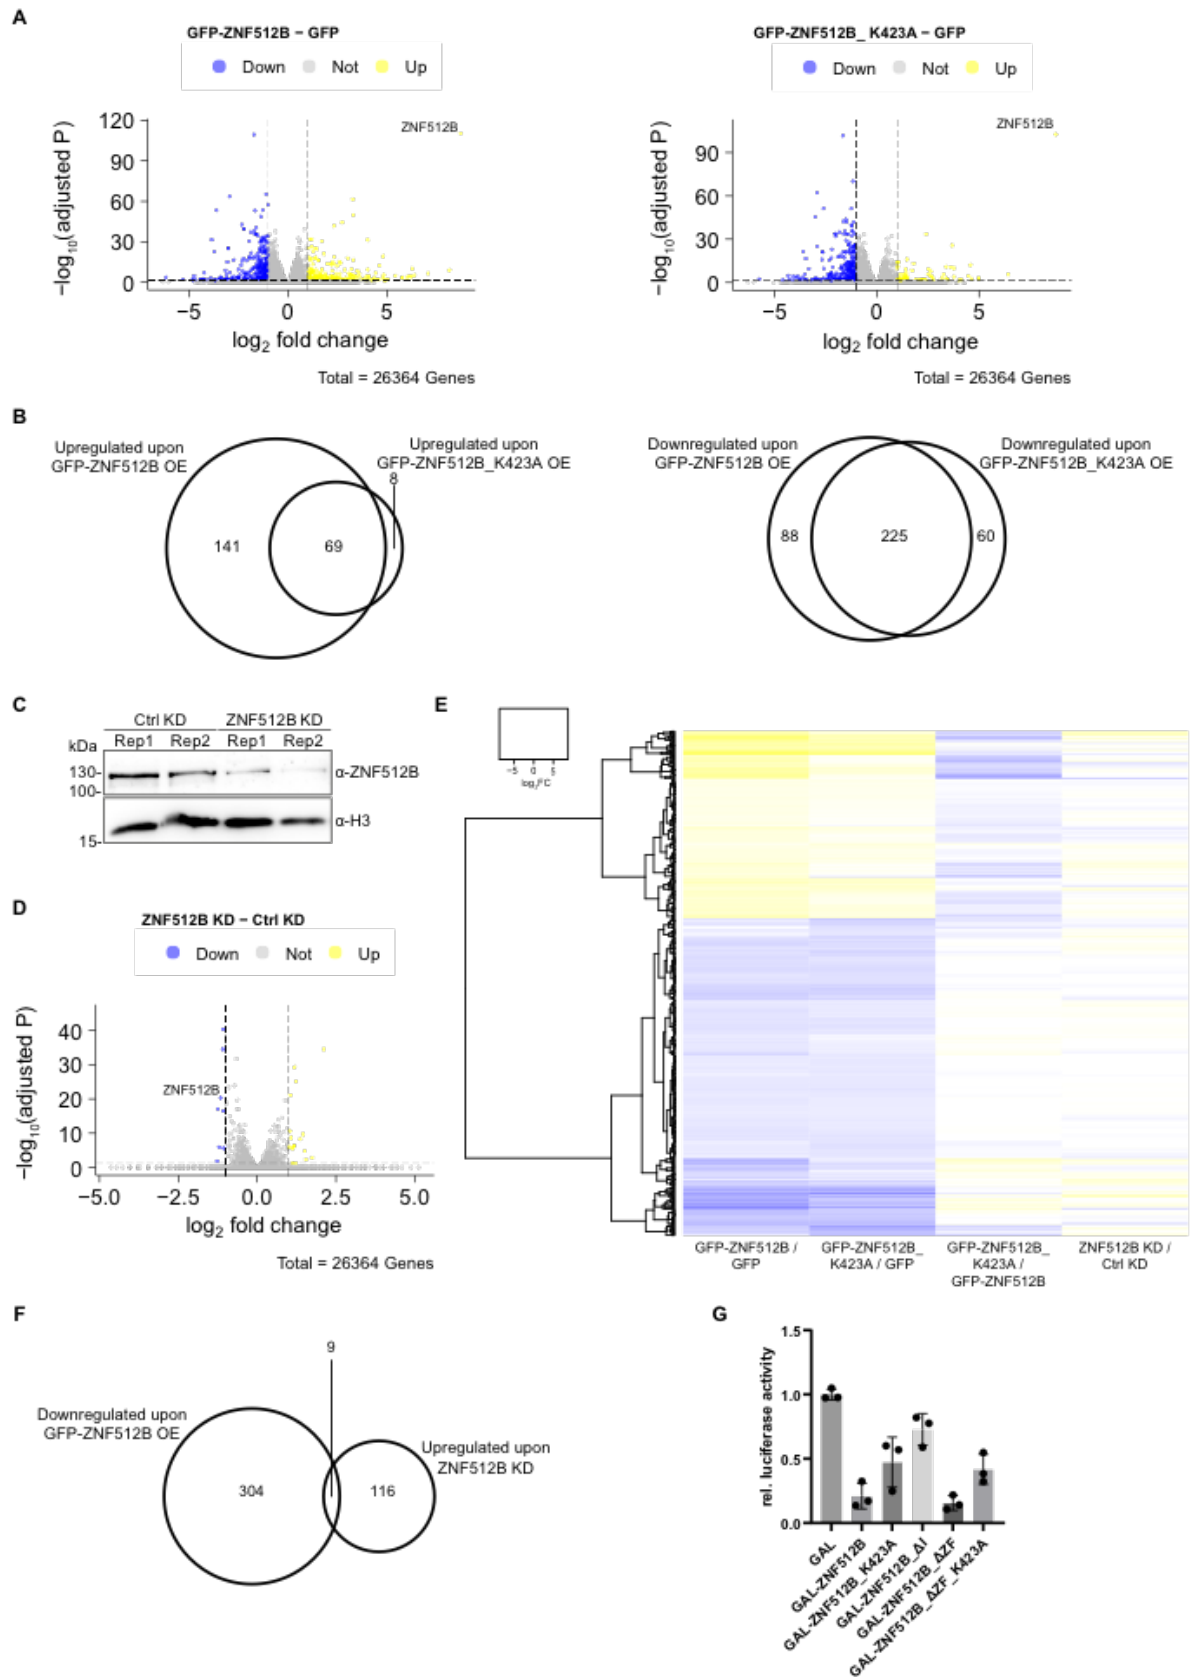 A
GFP-ZNF512B − GFP
Down Not Up
−log10(adjusted P)
120
90
60
30
0
ZNF512B
−5 0 5
log2 fold change
Total = 26364 Genes
GFP-ZNF512B_ K423A − GFP
Down Not Up
−log10(adjusted P)
90
60
30
0
ZNF512B
−5 0 5
log2 fold change
Total = 26364 Genes
B
Upregulated upon
GFP-ZNF512B OE
Upregulated upon
GFP-ZNF512B_K423A OE
8
141
69
Downregulated upon
GFP-ZNF512B OE
Downregulated upon
GFP-ZNF512B_K423A OE
88
225
60
C
Ctrl KD ZNF512B KD
kDa Rep1 Rep2 Rep1 Rep2
130-
100-
α-ZNF512B
15-
α-H3
D
ZNF512B KD − Ctrl KD
Down Not Up
−log10(adjusted P)
40
30
20
10
0
ZNF512B
−5.0 −2.5 0.0 2.5 5.0
log2 fold change
Total = 26364 Genes
E
−5 0 5
log2FC
GFP-ZNF512B /
GFP
GFP-ZNF512B_
K423A / GFP
GFP-ZNF512B_
K423A /
GFP-ZNF512B
ZNF512B KD /
Ctrl KD
F
9
Downregulated upon
GFP-ZNF512B OE
Upregulated upon
ZNF512B KD
304
116
G
rel. luciferase activity
1.5
1.0
0.5
0.0
GAL
GAL-ZNF512B
GAL-ZNF512B_K423A
GAL-ZNF512B_ΔI
GAL-ZNF512B_ΔZF
GAL-ZNF512B_ΔZF_K423A